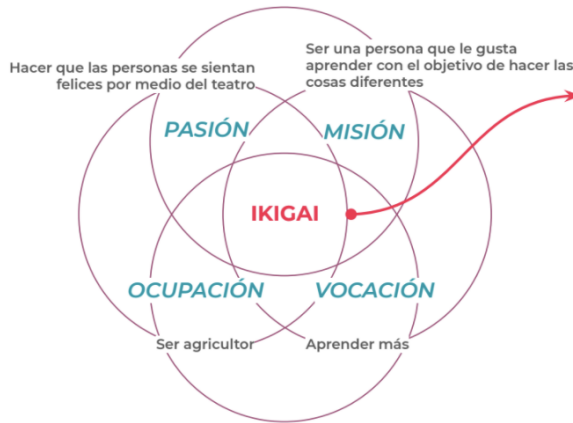 Hacer que las personas se sientan
felices por medio del teatro
Ser una persona que le gusta
aprender con el objetivo de hacer las
cosas diferentes
PASIÓN
MISIÓN
IKIGAI
OCUPACIÓN
VOCACIÓN
Ser agricultor
Aprender más